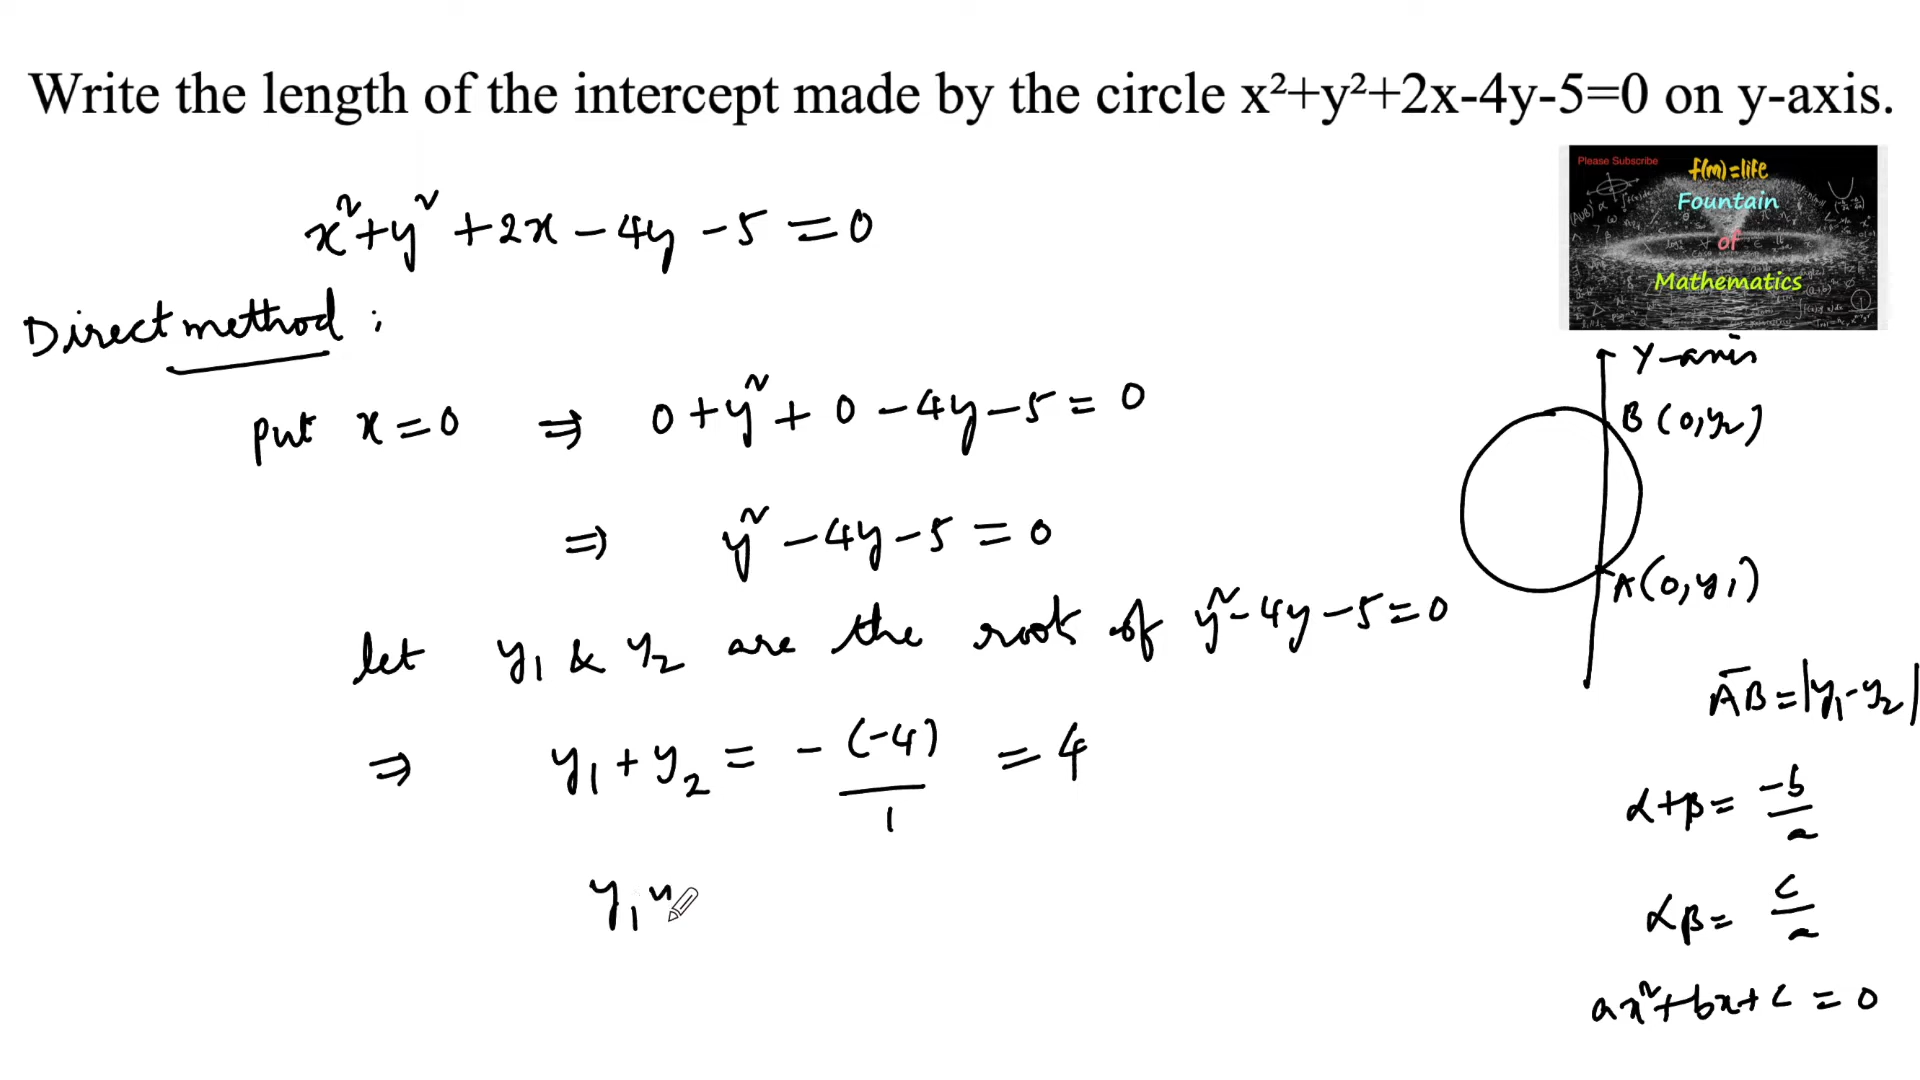 Write the length of the intercept made by the circle x²+y²+2x-4y-5=0 on y-axis.
Please Subscribe
f(m)=life
Fountain
of
Mathematics
x²+y²+2x-4y-5=0
Direct method:
Put x=0 ⇒ 0+y²+0-4y-5=0
⇒ y²-4y-5=0
let y₁ & y₂ are the root of y²-4y-5=0
⇒ y₁+y₂ = -(-4)/1 = 4
y₁
Y-axis
B(0,y₂)
A(0,y₁)
AB=|y₁-y₂|
α+β= -b/a
αβ= c/a
ax²+bx+c=0